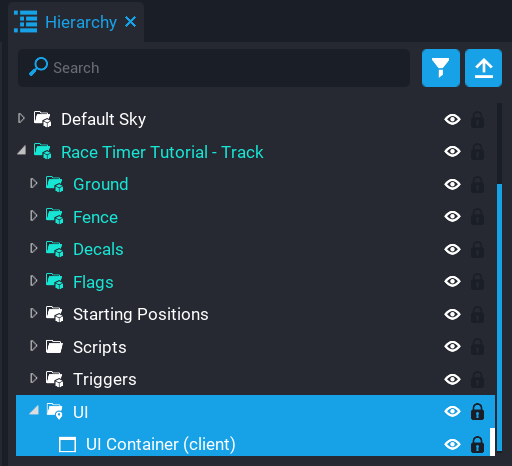 Hierarchy
Search
Default Sky
Race Timer Tutorial - Track
Ground
Fence
Decals
Flags
Starting Positions
Scripts
Triggers
UI
UI Container (client)